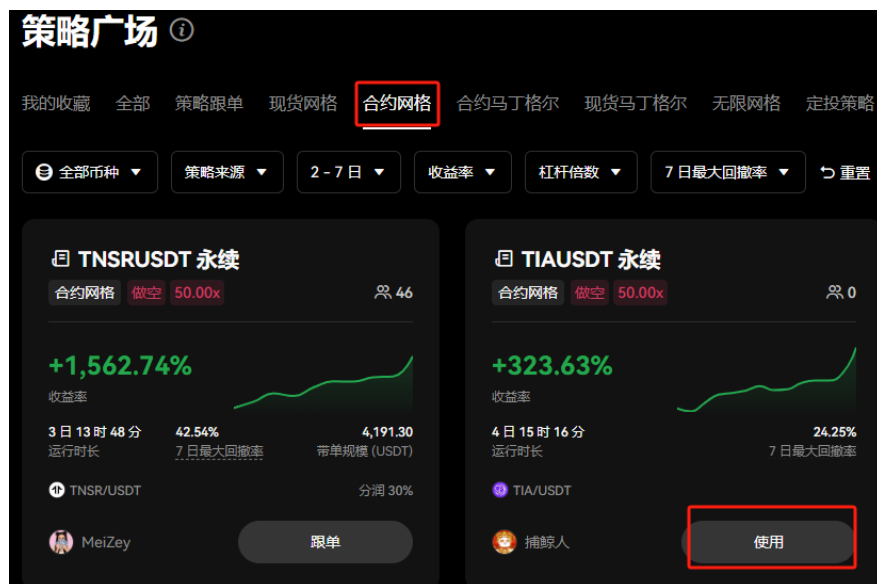 策略广场
我的收藏 全部 策略跟单 现货网格 合约网格 合约马丁格尔 现货马丁格尔 无限网格 定投策略
全部币种 策略来源 2 - 7 日 收益率 杠杆倍数 7 日最大回撤率 重置
TNSRUSDT 永续
合约网格 做空 50.00x 46
+1,562.74%
收益率
3 日 13 时 48 分 42.54% 4,191.30
运行时长 7 日最大回撤率 带单规模 (USDT)
TNSR/USDT 分润 30%
MeiZey 跟单
TIAUSDT 永续
合约网格 做空 50.00x 0
+323.63%
收益率
4 日 15 时 16 分 24.25%
运行时长 7 日最大回撤率
TIA/USDT
捕鲸人 使用